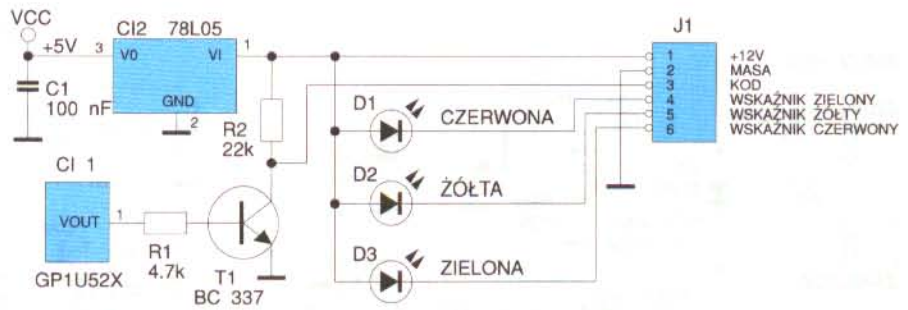 VCC
+5V
3
CI2
78L05
V0
VI
1
GND
2
C1
100 nF
R2
22k
CI 1
VOUT
1
GP1U52X
R1
4.7k
T1
BC 337
D1
CZERWONA
D2
ŻÓŁTA
D3
ZIELONA
J1
1 +12V
2 MASA
3 KOD
4 WSKAŹNIK ZIELONY
5 WSKAŹNIK ŻÓŁTY
6 WSKAŹNIK CZERWONY